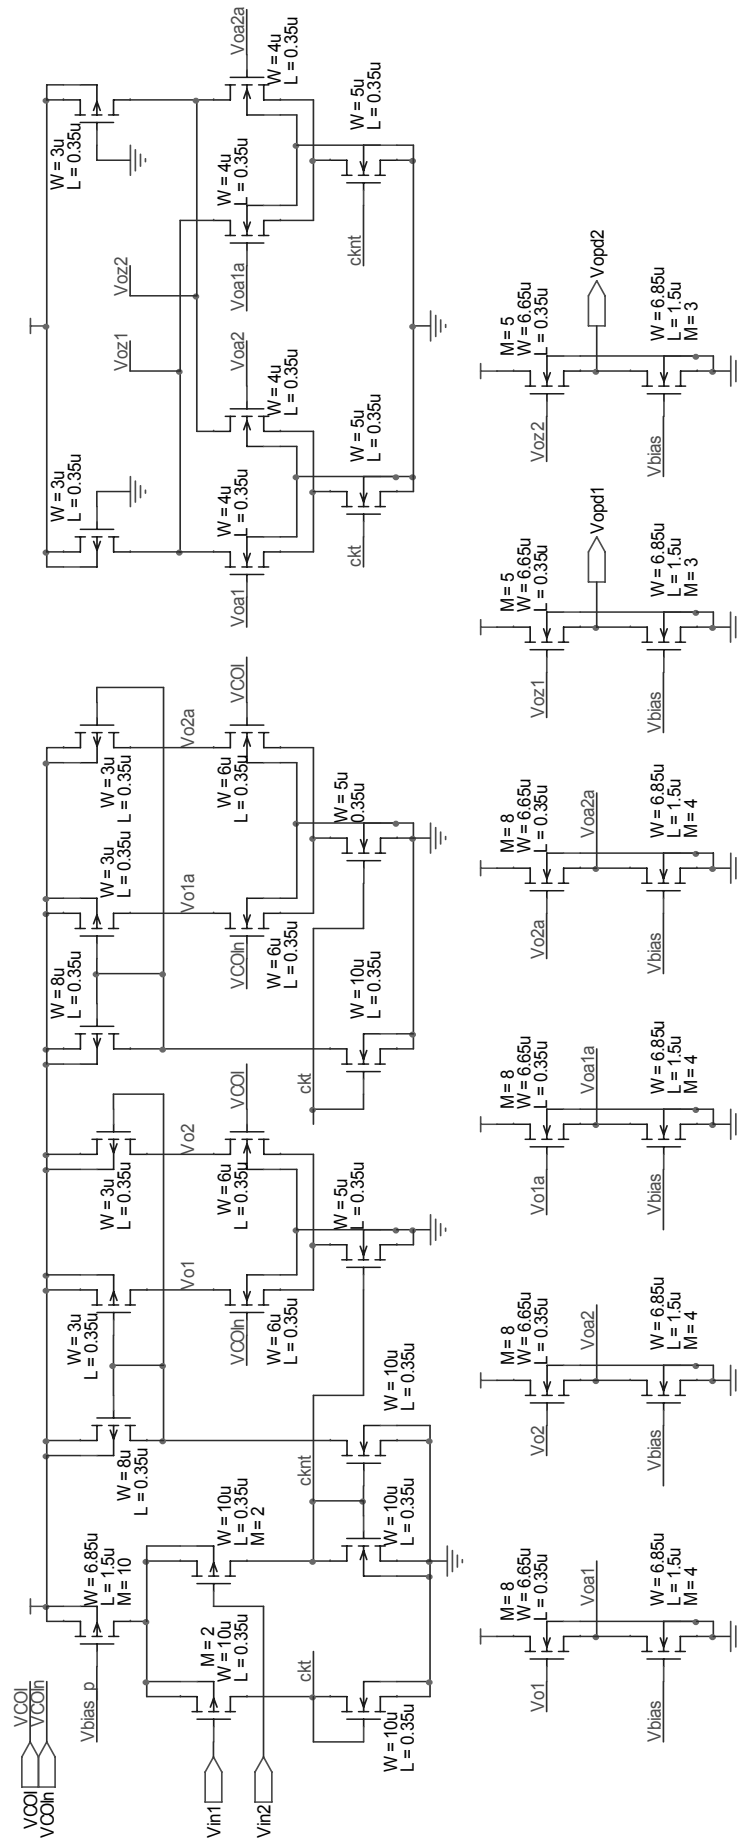 VCOI
VCOIn
VCOI
VCOIn
Vbias_p
W = 6.85u
L = 1.5u
M = 10
Vin1
Vin2
M = 2
W = 10u
L = 0.35u
W = 10u
L = 0.35u
M = 2
ckt
W = 10u
L = 0.35u
W = 10u
L = 0.35u
cknt
W = 10u
L = 0.35u
W = 8u
L = 0.35u
W = 3u
L = 0.35u
Vo1
W = 3u
L = 0.35u
Vo2
VCOIn
W = 6u
L = 0.35u
W = 6u
L = 0.35u
VCOI
W = 5u
L = 0.35u
W = 8u
L = 0.35u
W = 3u
L = 0.35u
Vo1a
W = 3u
L = 0.35u
Vo2a
VCOIn
W = 6u
L = 0.35u
W = 6u
L = 0.35u
VCOI
ckt
W = 10u
L = 0.35u
W = 5u
0.35u
W = 3u
L = 0.35u
W = 3u
L = 0.35u
Voz1
Voz2
Voa1
W = 4u
L = 0.35u
Voa2
W = 4u
L = 0.35u
Voa1a
W = 4u
L = 0.35u
Voa2a
W = 4u
L = 0.35u
ckt
W = 5u
L = 0.35u
cknt
W = 5u
L = 0.35u
Vo1
M = 8
W = 6.65u
L = 0.35u
Voa1
Vbias
W = 6.85u
L = 1.5u
M = 4
Vo2
M = 8
W = 6.65u
L = 0.35u
Voa2
Vbias
W = 6.85u
L = 1.5u
M = 4
Vo1a
M = 8
W = 6.65u
L = 0.35u
Voa1a
Vbias
W = 6.85u
L = 1.5u
M = 4
Vo2a
M = 8
W = 6.65u
L = 0.35u
Voa2a
Vbias
W = 6.85u
L = 1.5u
M = 4
Voz1
M = 5
W = 6.65u
L = 0.35u
Vopd1
Vbias
W = 6.85u
L = 1.5u
M = 3
Voz2
M = 5
W = 6.65u
L = 0.35u
Vopd2
Vbias
W = 6.85u
L = 1.5u
M = 3